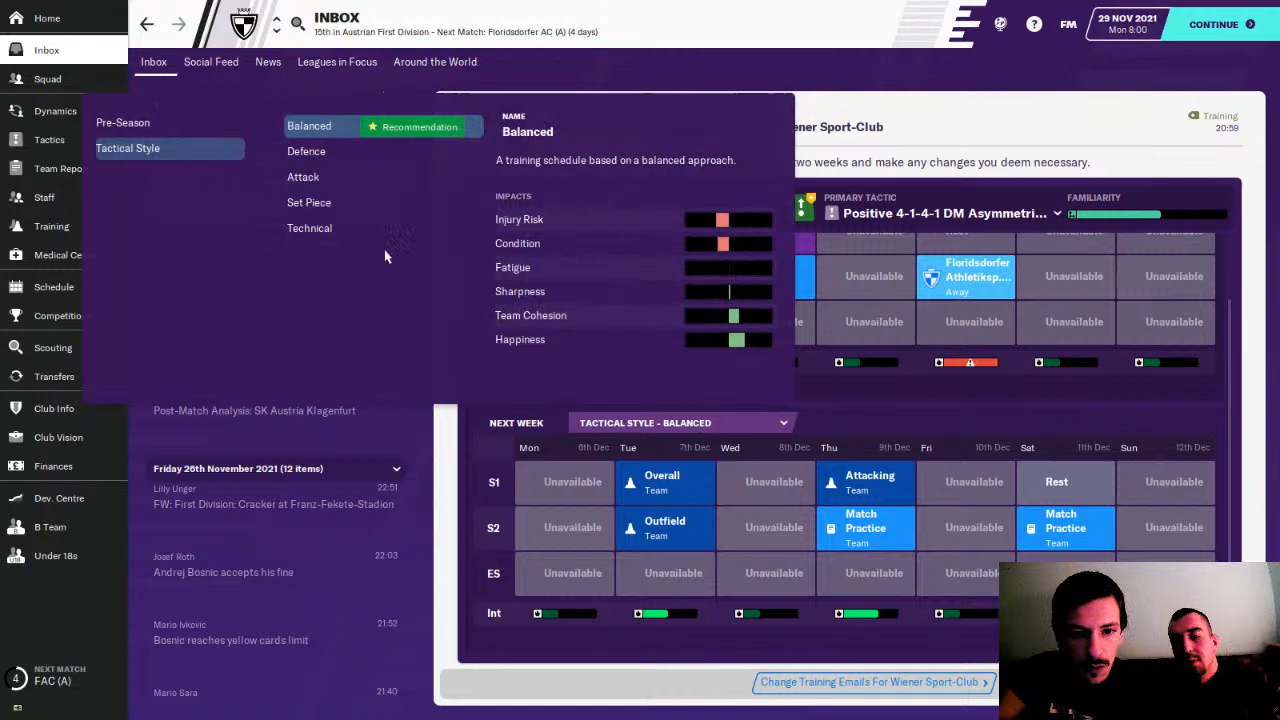 Home
Inbox
Squad
Dynamics
Tactics
Team Repo
Staff
Training
Medical Ce
Schedule
Competitio
Scouting
Transfers
Club Info
Club Vision
Finances
Dev. Centre
B Team
Under 18s
4
NEXT MATCH
FAC (A)
INBOX
15th in Austrian First Division - Next Match: Floridsdorfer AC (A) (4 days)
FM
29 NOV 2021
Mon 8:00
CONTINUE
Inbox
Social Feed
News
Leagues in Focus
Around the World
Pre-Season
Tactical Style
Balanced
Recommendation
Defence
Attack
Set Piece
Technical
NAME
Balanced
A training schedule based on a balanced approach.
IMPACTS
Injury Risk
Condition
Fatigue
Sharpness
Team Cohesion
Happiness
ener Sport-Club
Training
20:59
two weeks and make any changes you deem necessary.
PRIMARY TACTIC
Positive 4-1-4-1 DM Asymmetri...
FAMILIARITY
Unavailable
Floridsdorfer
Athletiksp....
Away
Unavailable
Unavailable
Unavailable
Unavailable
Unavailable
Unavailable
Post-Match Analysis: SK Austria Klagenfurt
Friday 26th November 2021 (12 items)
Lilly Unger
22:51
FW: First Division: Cracker at Franz-Fekete-Stadion
Josef Roth
22:03
Andrej Bosnic accepts his fine
Mario Ivkovic
21:52
Bosnic reaches yellow cards limit
Mario Sara
21:40
NEXT WEEK
TACTICAL STYLE - BALANCED
Mon 6th Dec
Tue 7th Dec
Wed 8th Dec
Thu 9th Dec
Fri 10th Dec
Sat 11th Dec
Sun 12th Dec
S1
Unavailable
Overall
Team
Unavailable
Attacking
Team
Unavailable
Rest
Unavailable
S2
Unavailable
Outfield
Team
Unavailable
Match
Practice
Team
Unavailable
Match
Practice
Team
Unavailable
ES
Unavailable
Unavailable
Unavailable
Unavailable
Unavailable
Int
Change Training Emails For Wiener Sport-Club